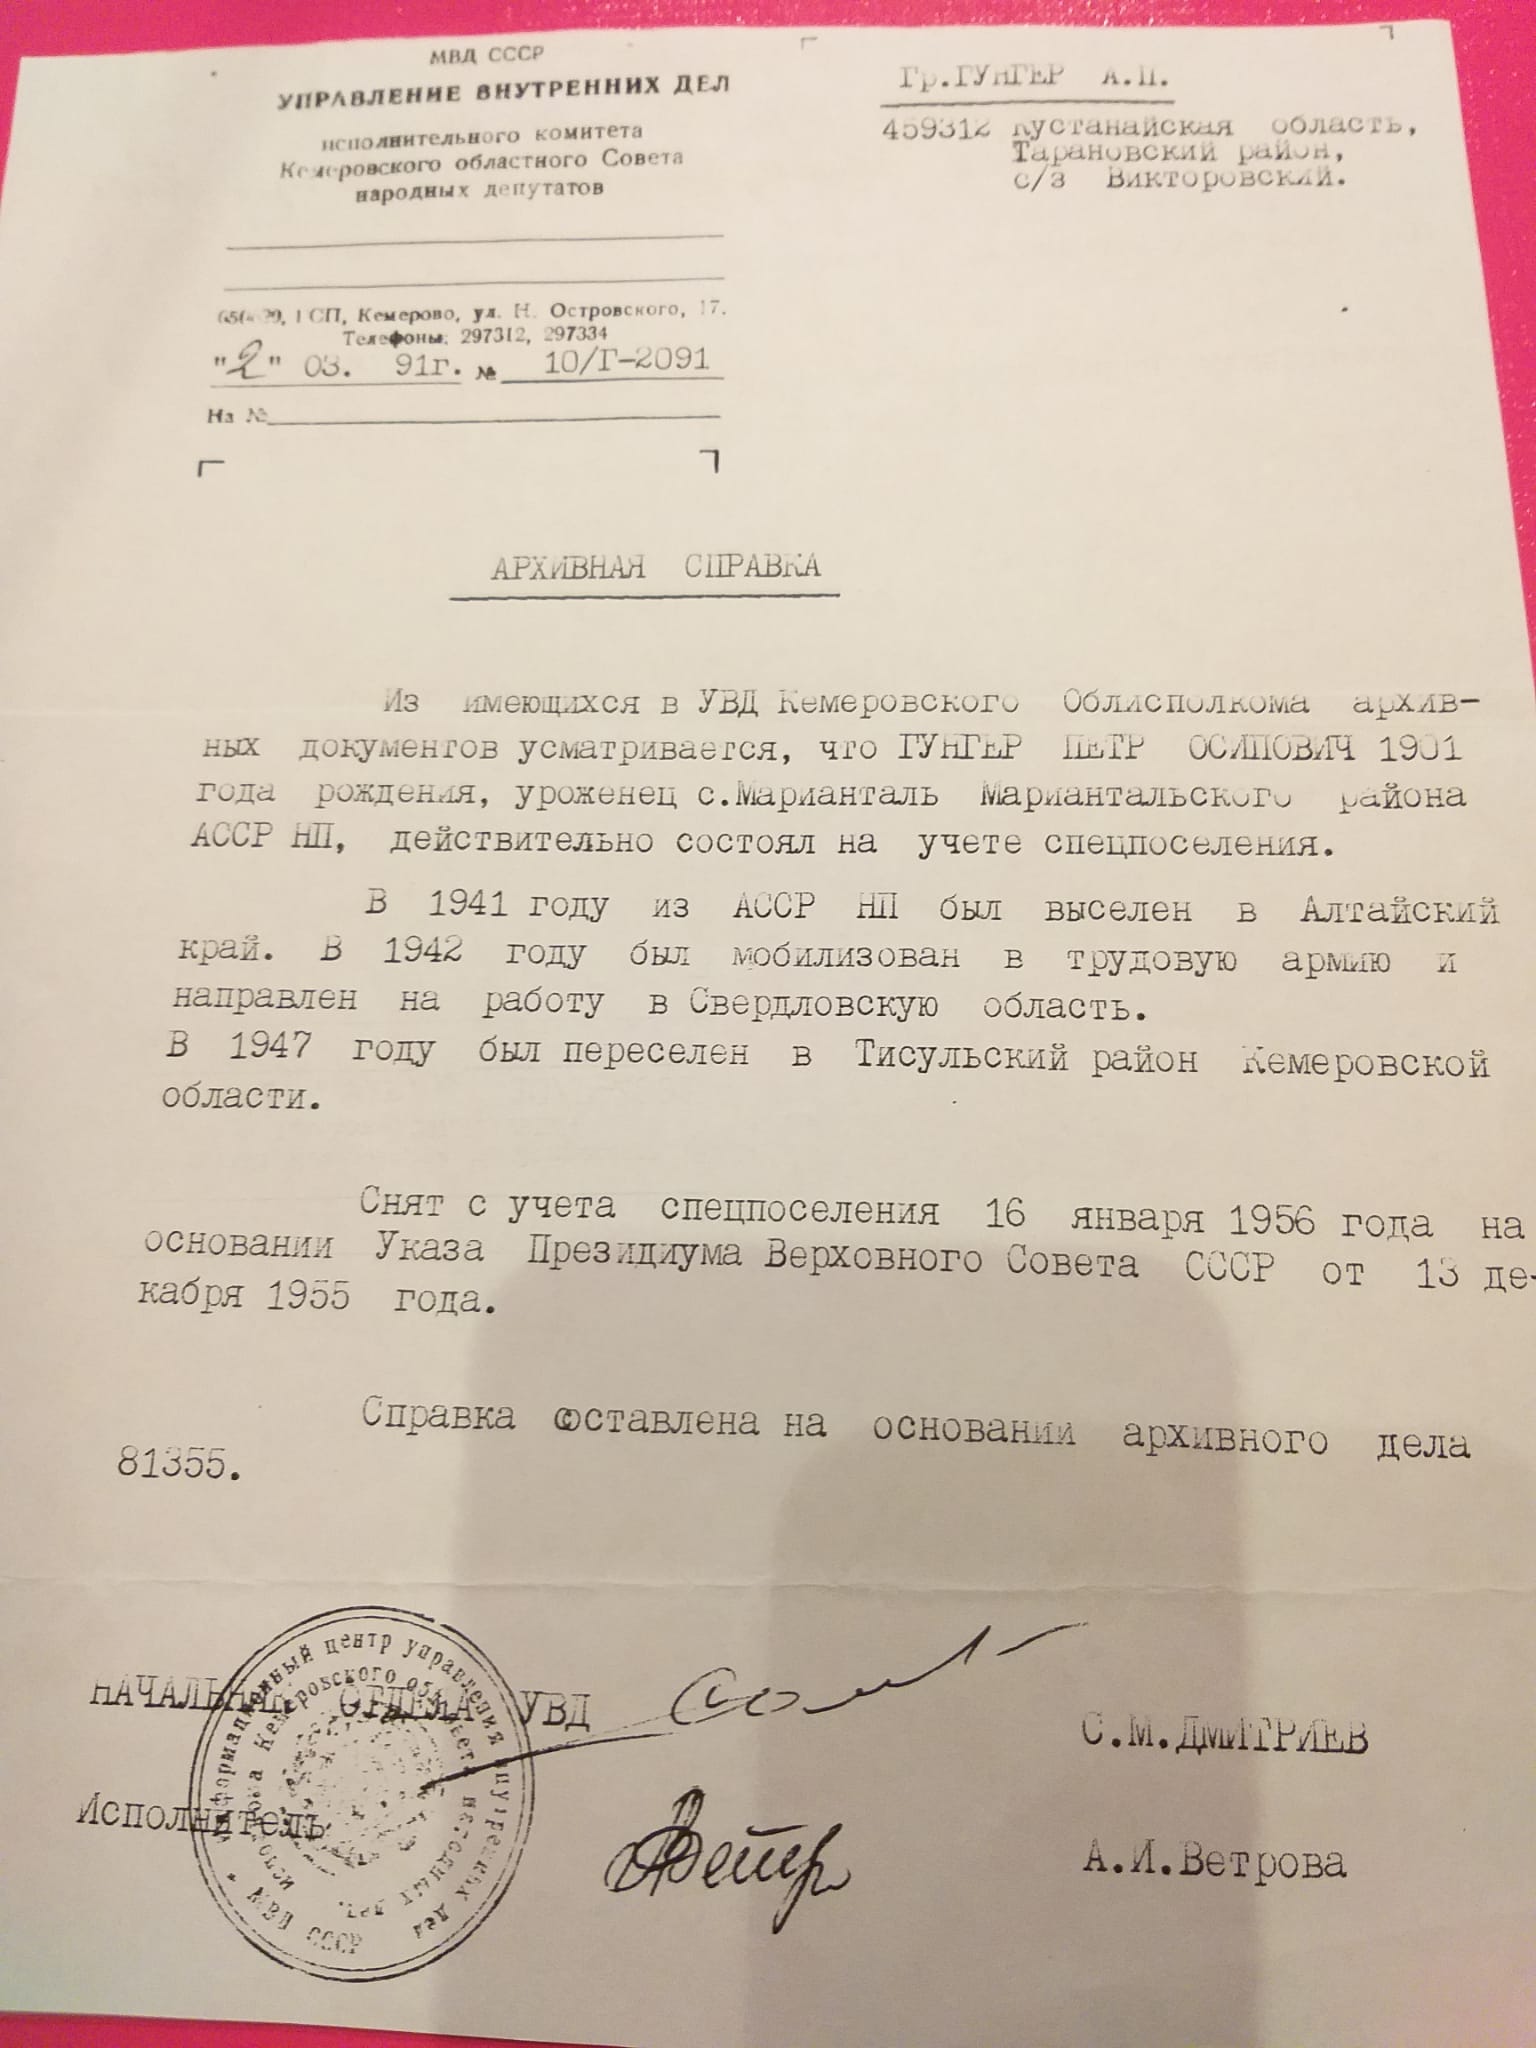 МВД СССР
УПРАВЛЕНИЕ ВНУТРЕННИХ ДЕЛ
исполнительного комитета
Кемеровского областного Совета
народных депутатов
ГСП, Кемерово, ул. Н. Островского, 17.
Телефоны: 297312, 297334
"2" 03. 91г. № 10/Г-2091
На №
Гр.ГУНГЕР А.П.
459312 Кустанайская область,
Тарановский район,
с/з Викторовский.
АРХИВНАЯ СПРАВКА
Из имеющихся в УВД Кемеровского Облисполкома архив-
ных документов усматривается, что ГУНГЕР ПЕТР ОСИПОВИЧ 1901
года рождения, уроженец с.Марианталь Мариантальского района
АССР НП, действительно состоял на учете спецпоселения.
В 1941 году из АССР НП был выселен в Алтайский
край. В 1942 году был мобилизован в трудовую армию и
направлен на работу в Свердловскую область.
В 1947 году был переселен в Тисульский район Кемеровской
области.
Снят с учета спецпоселения 16 января 1956 года на
основании Указа Президиума Верховного Совета СССР от 13 де-
кабря 1955 года.
Справка составлена на основании архивного дела
81355.
НАЧАЛЬНИК ОТДЕЛА УВД
С.М.ДМИТРИЕВ
Исполнитель
Ветр
А.И.Ветрова
информационный центр управления внутренних дел
Кемеровского
* МВД СССР